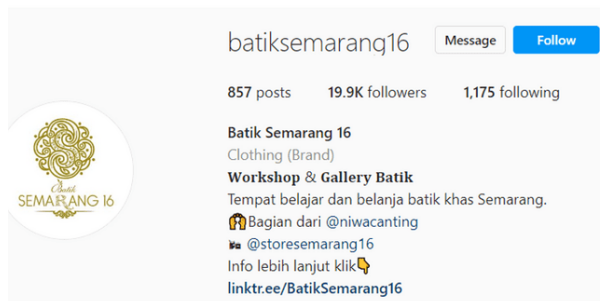 batiksemarang16 Message Follow
857 posts 19.9K followers 1,175 following
Batik Semarang 16
Clothing (Brand)
Workshop & Gallery Batik
Tempat belajar dan belanja batik khas Semarang.
🙌Bagian dari @niwacanting
@storesemarang16
Info lebih lanjut klik👇
linktr.ee/BatikSemarang16
Batik
SEMARANG 16